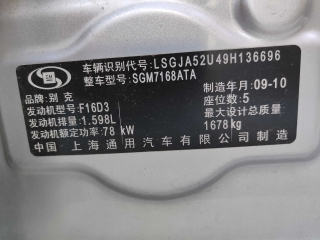 车辆识别代号: LSGJA52U49H136696
整车型号: SGM7168ATA
品牌: 别克 制造年月: 09-10
发动机型号: F16D3 座位数: 5
发动机排量: 1.598L 最大设计总质量
发动机额定功率: 78 kW 1678kg
中国 上海通用汽车有限公司 制造